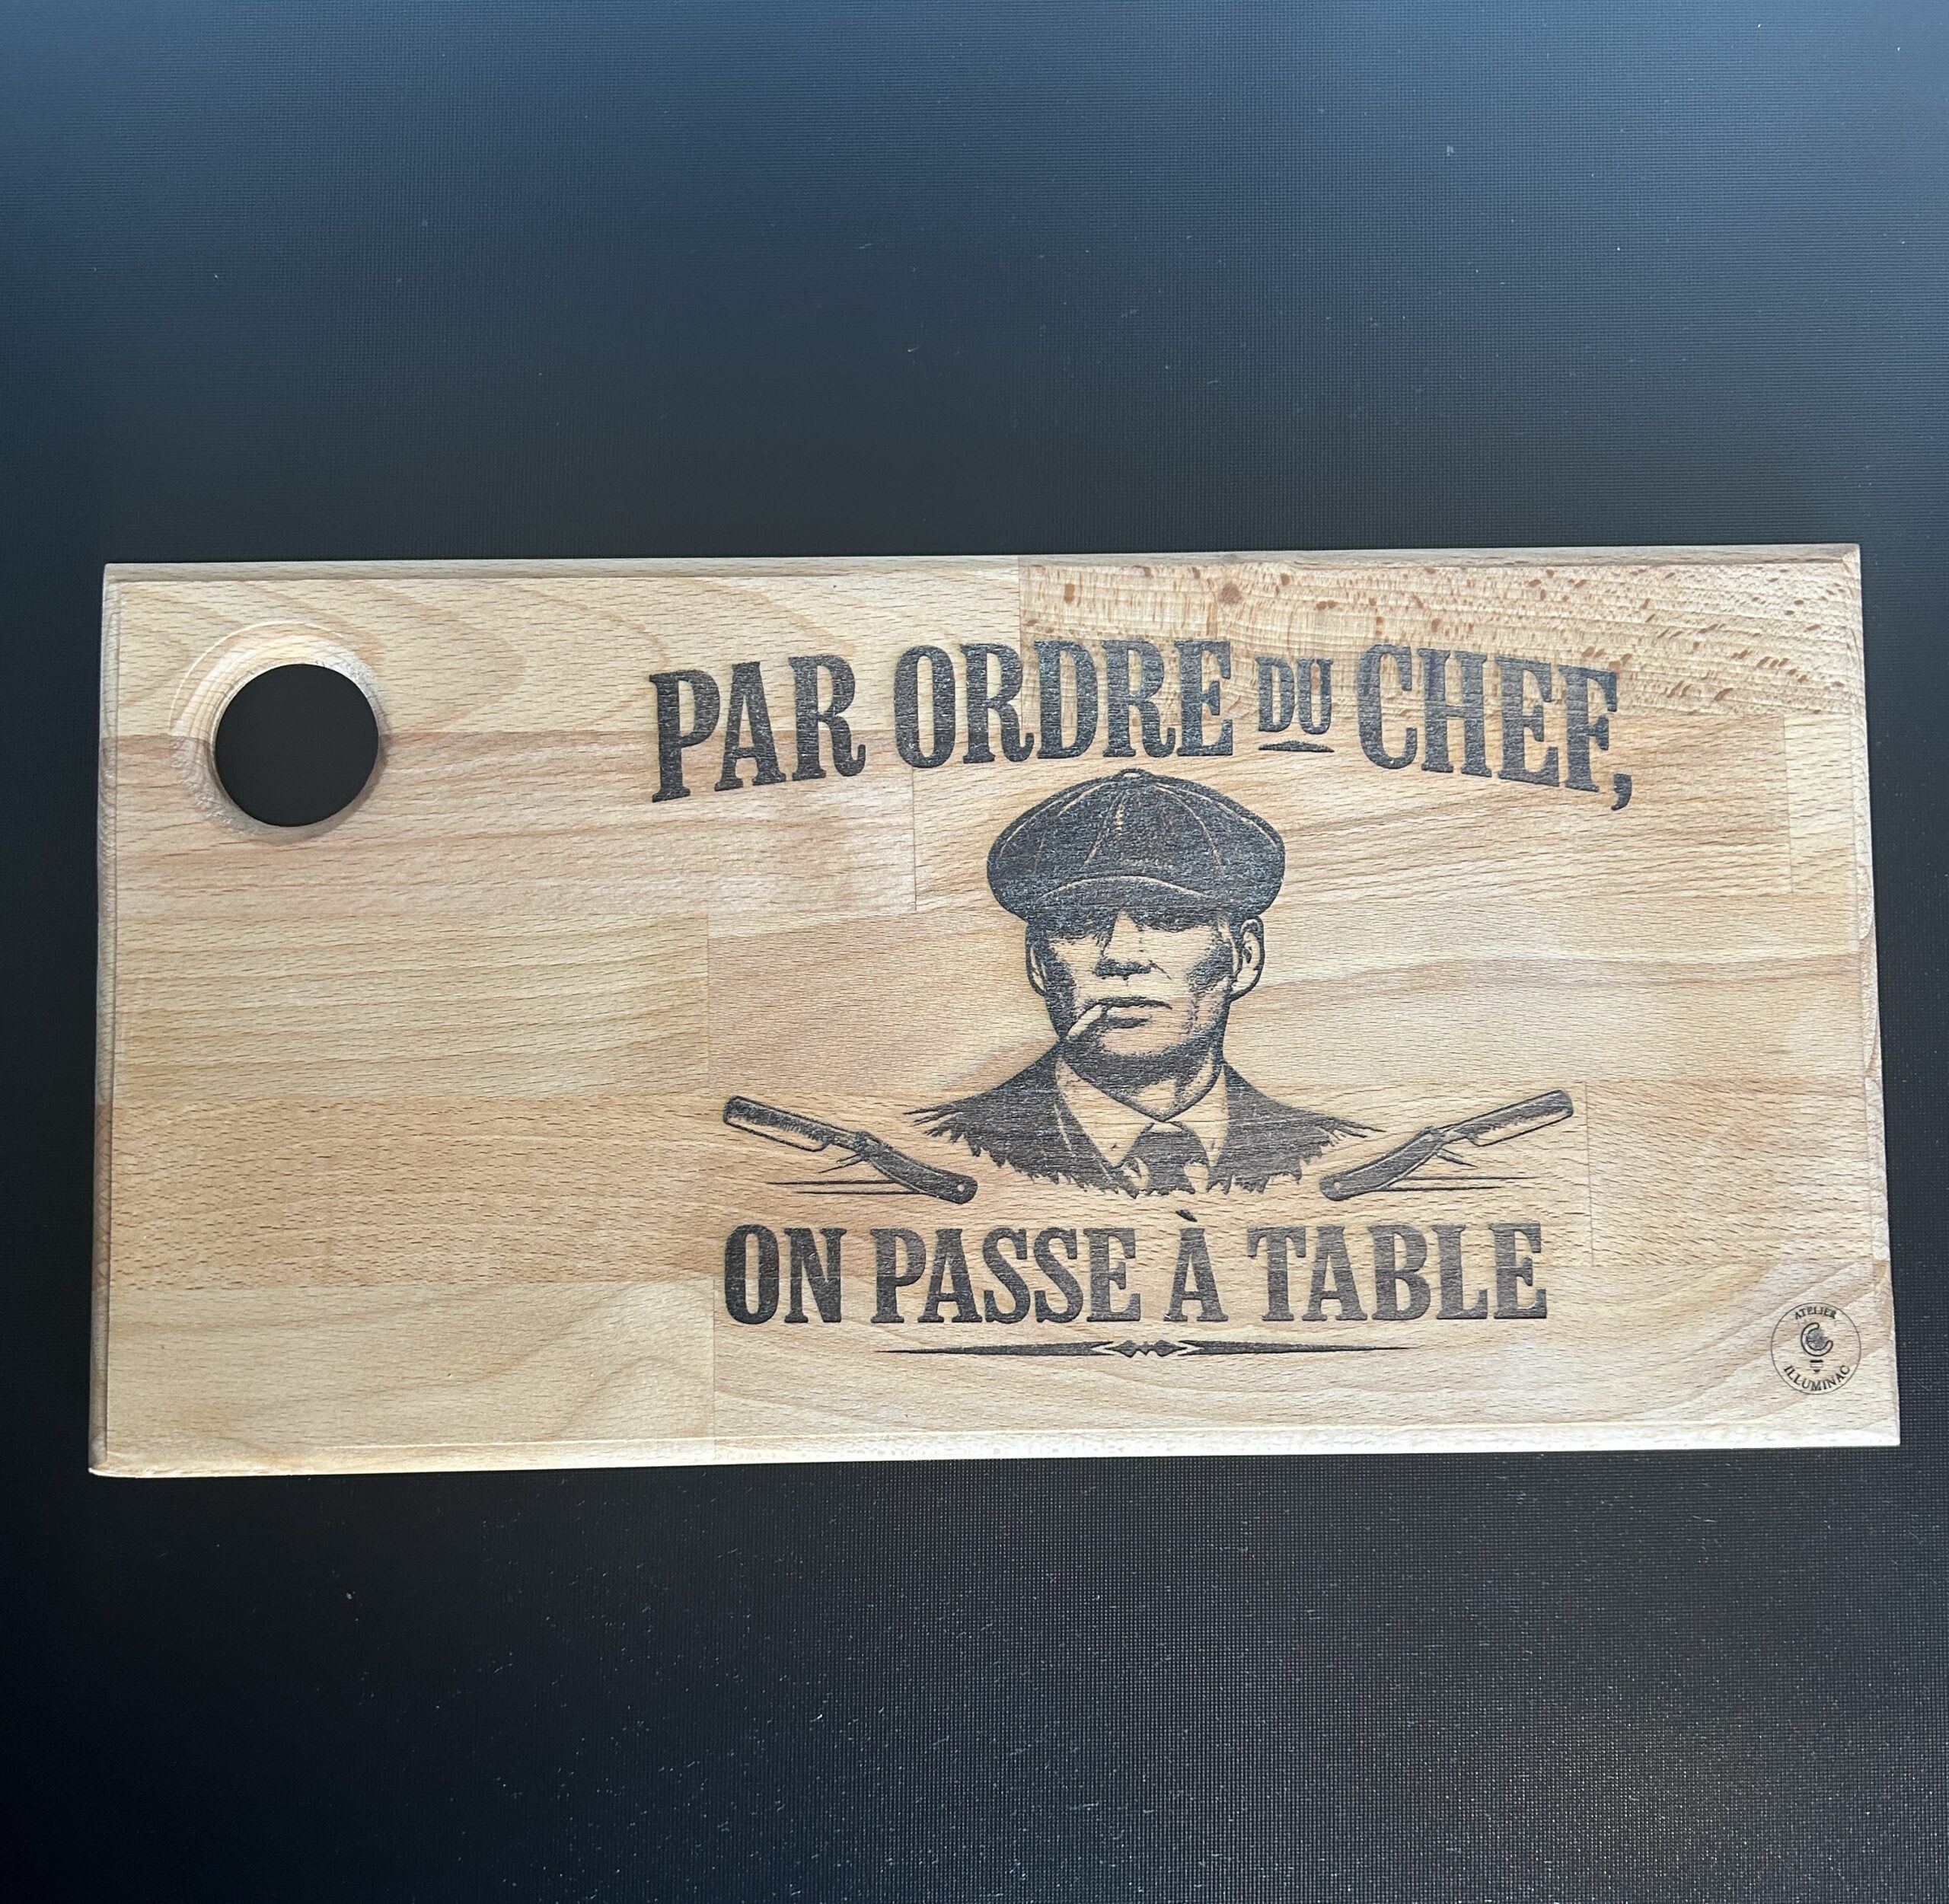 PAR ORDRE DU CHEF,
ON PASSE À TABLE
ATELIER
ILLUMINAC